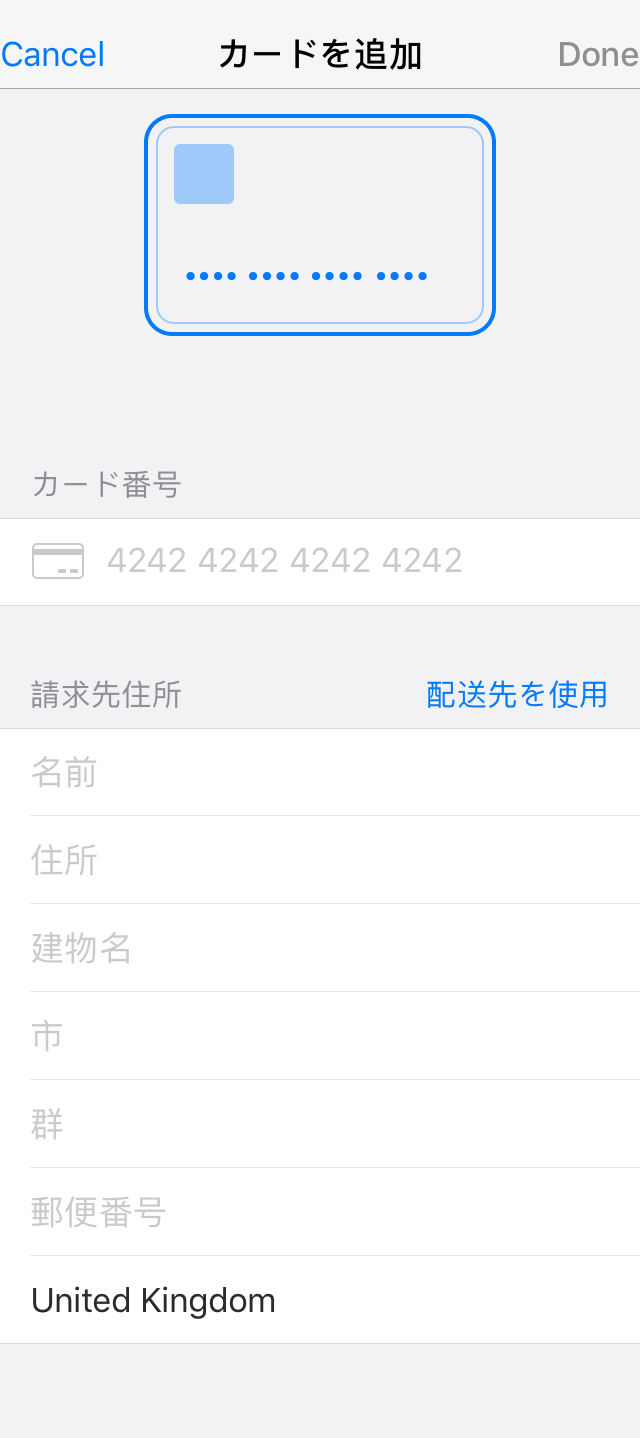 Cancel カードを追加 Done
•••• •••• •••• ••••
カード番号
4242 4242 4242 4242
請求先住所 配送先を使用
名前
住所
建物名
市
群
郵便番号
United Kingdom